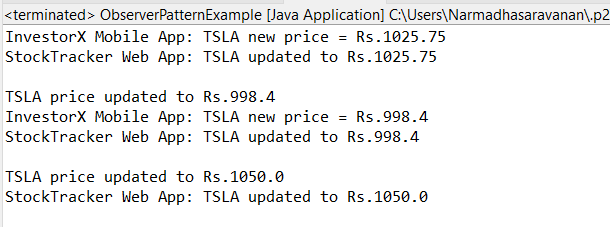 <terminated> ObserverPatternExample [Java Application] C:\Users\Narmadhasaravanan\.p2
InvestorX Mobile App: TSLA new price = Rs.1025.75
StockTracker Web App: TSLA updated to Rs.1025.75
TSLA price updated to Rs.998.4
InvestorX Mobile App: TSLA new price = Rs.998.4
StockTracker Web App: TSLA updated to Rs.998.4
TSLA price updated to Rs.1050.0
StockTracker Web App: TSLA updated to Rs.1050.0